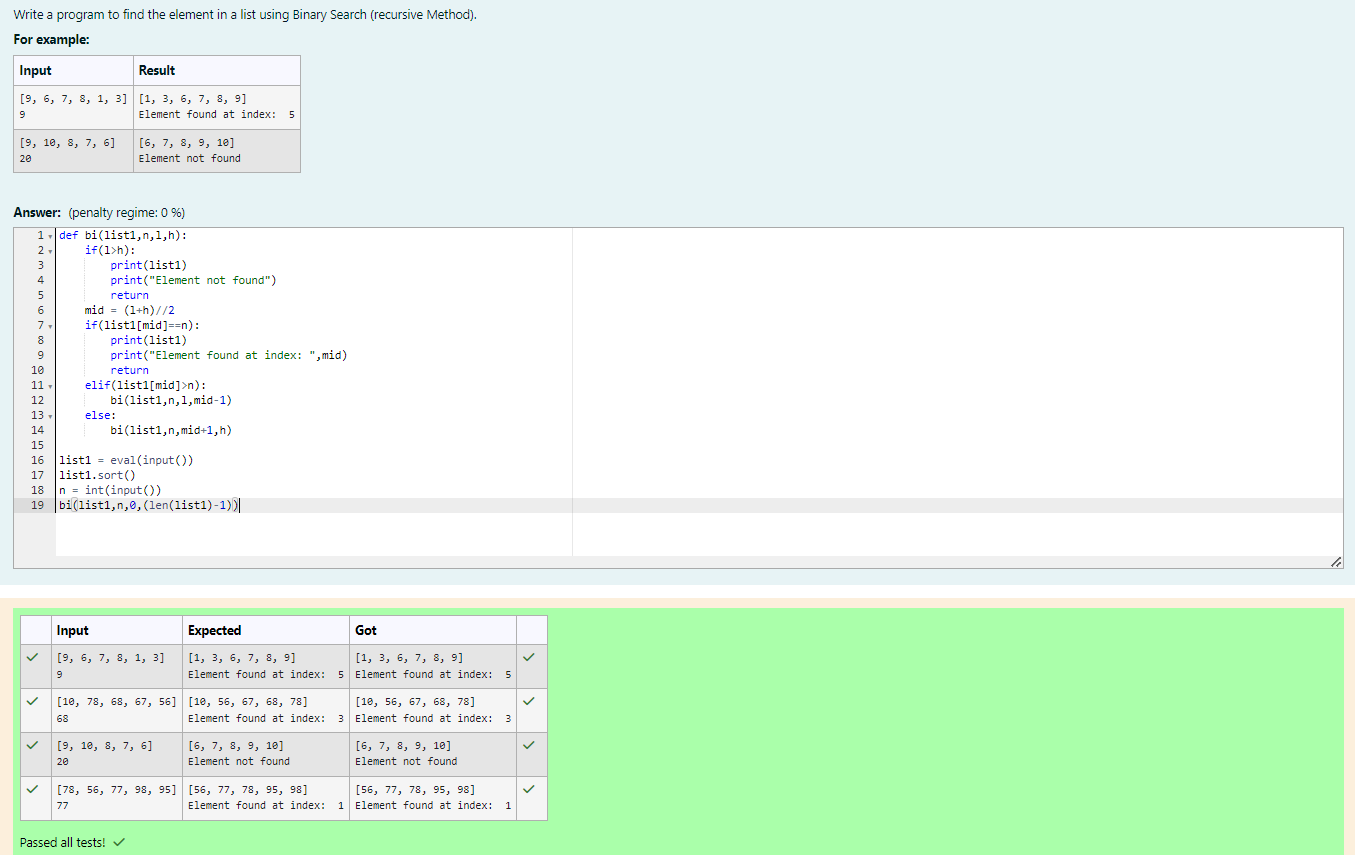 Write a program to find the element in a list using Binary Search (recursive Method).
For example:
Input Result
[9, 6, 7, 8, 1, 3] [1, 3, 6, 7, 8, 9]
9 Element found at index:  5
[9, 10, 8, 7, 6] [6, 7, 8, 9, 10]
20 Element not found
Answer: (penalty regime: 0 %)
1 def bi(list1,n,l,h):
2     if(l>h):
3         print(list1)
4         print("Element not found")
5         return
6     mid = (l+h)//2
7     if(list1[mid]==n):
8         print(list1)
9         print("Element found at index: ",mid)
10         return
11     elif(list1[mid]>n):
12         bi(list1,n,l,mid-1)
13     else:
14         bi(list1,n,mid+1,h)
15
16 list1 = eval(input())
17 list1.sort()
18 n = int(input())
19 bi(list1,n,0,(len(list1)-1))
Input Expected Got
[9, 6, 7, 8, 1, 3] [1, 3, 6, 7, 8, 9] [1, 3, 6, 7, 8, 9]
9 Element found at index:  5 Element found at index:  5
[10, 78, 68, 67, 56] [10, 56, 67, 68, 78] [10, 56, 67, 68, 78]
68 Element found at index:  3 Element found at index:  3
[9, 10, 8, 7, 6] [6, 7, 8, 9, 10] [6, 7, 8, 9, 10]
20 Element not found Element not found
[78, 56, 77, 98, 95] [56, 77, 78, 95, 98] [56, 77, 78, 95, 98]
77 Element found at index:  1 Element found at index:  1
Passed all tests!